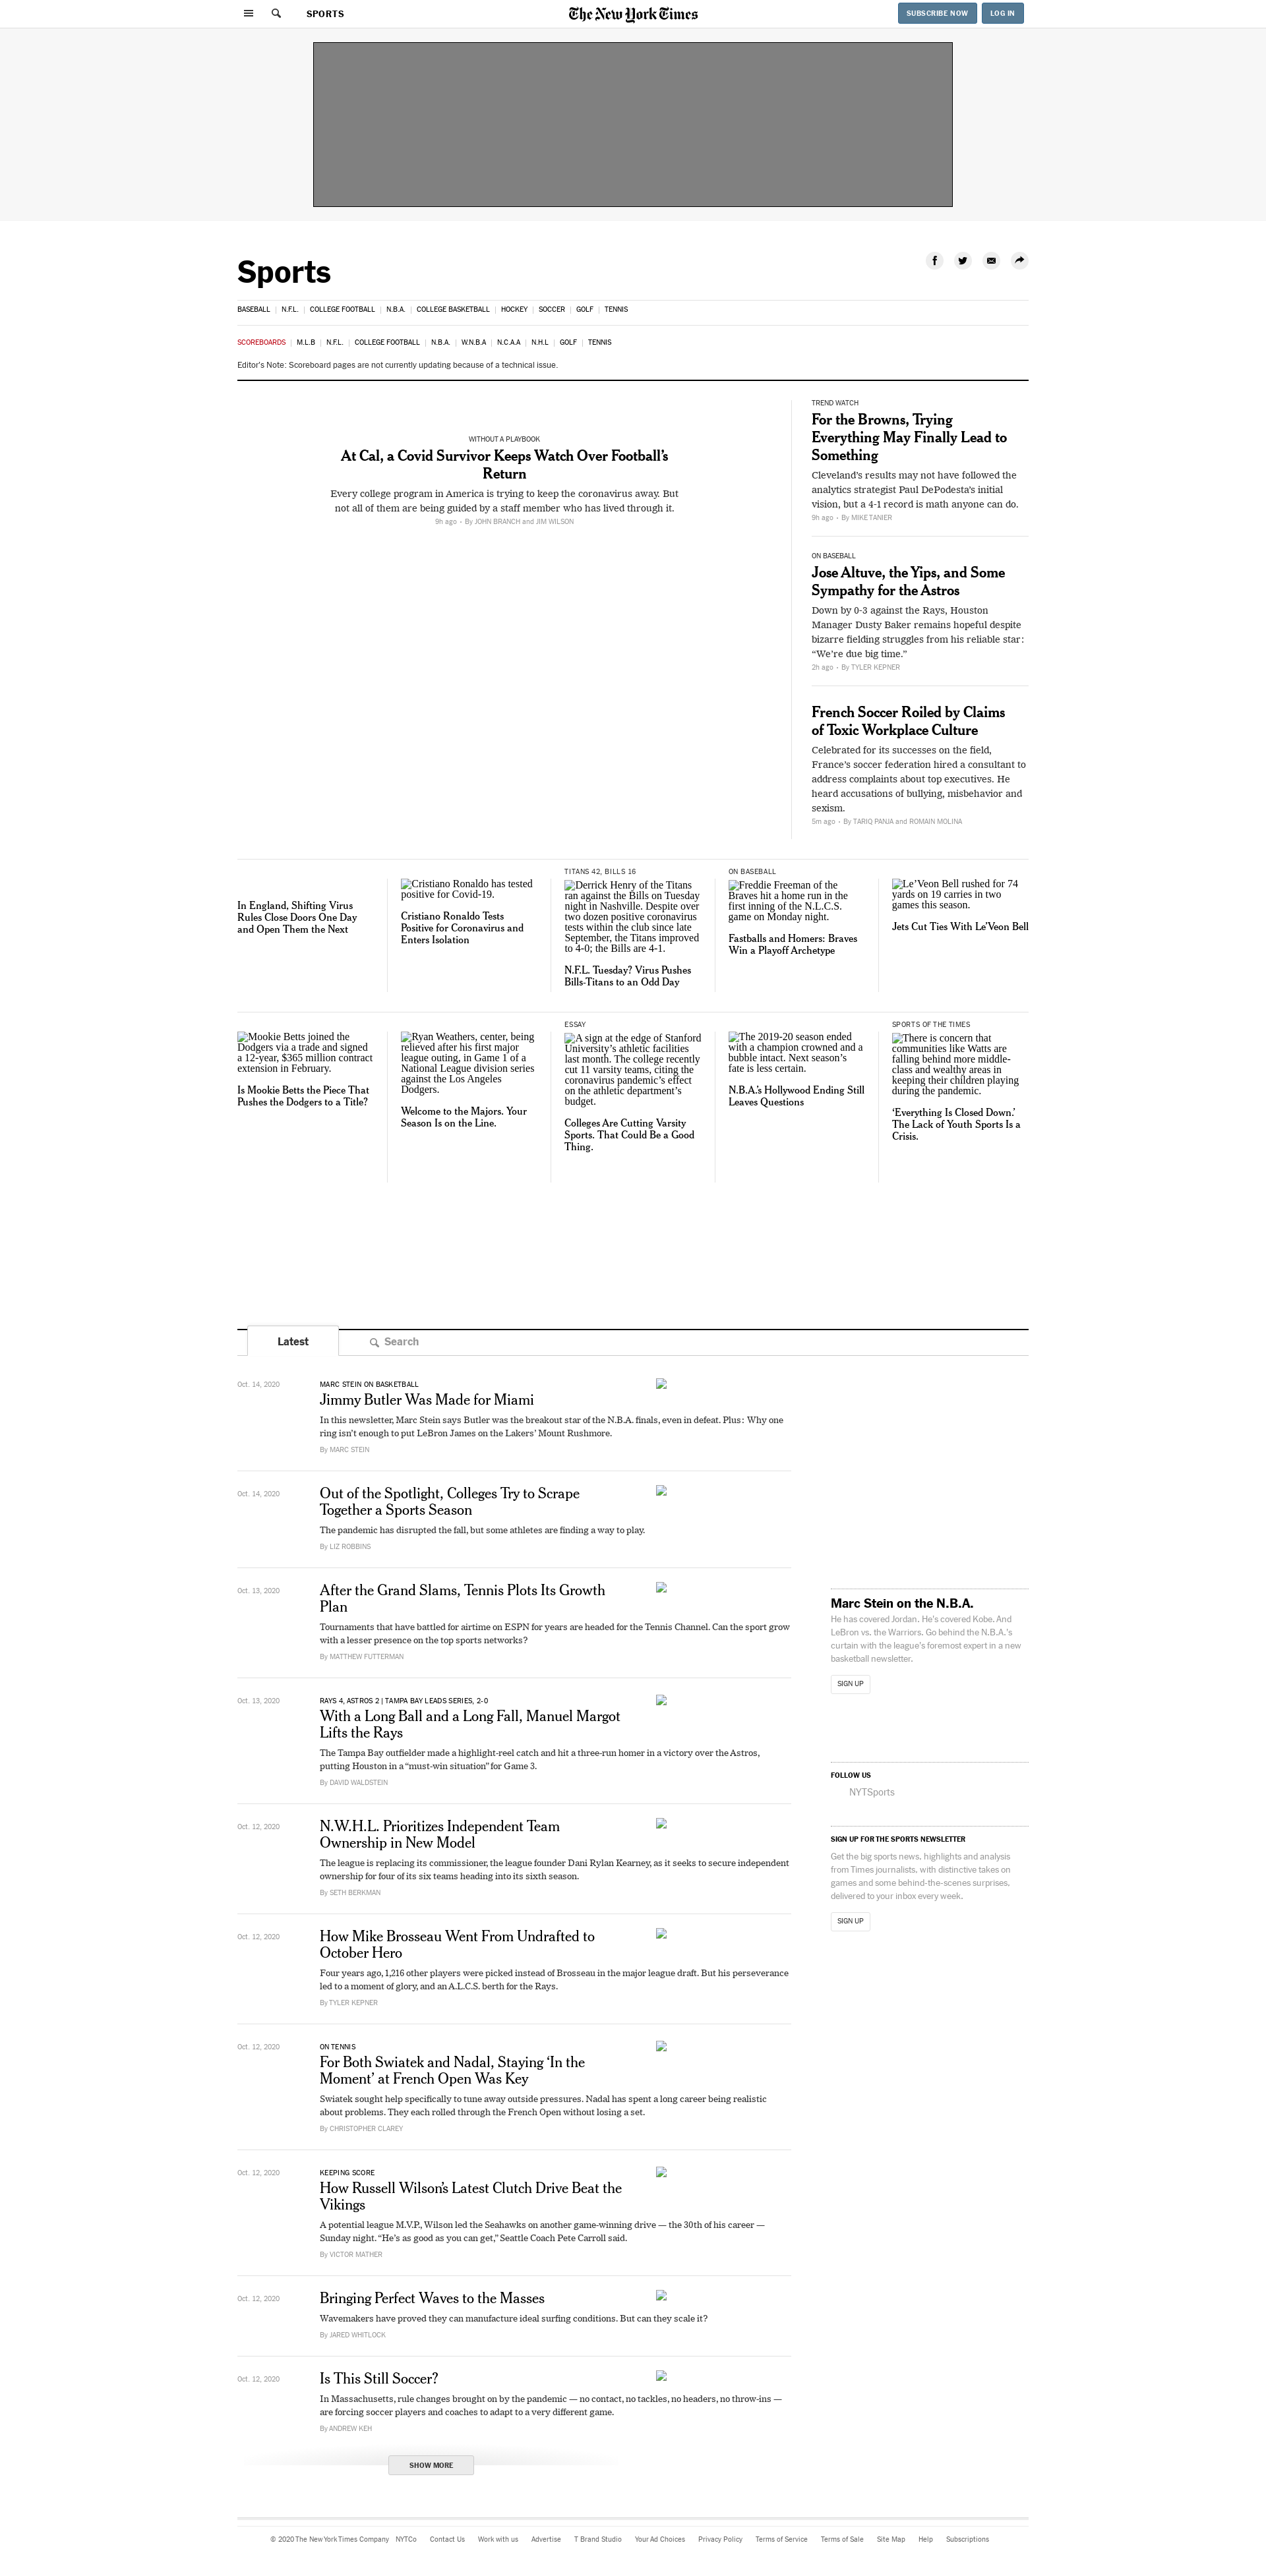 SPORTS
The New York Times
SUBSCRIBE NOW
LOG IN
Sports
BASEBALL | N.F.L. | COLLEGE FOOTBALL | N.B.A. | COLLEGE BASKETBALL | HOCKEY | SOCCER | GOLF | TENNIS
SCOREBOARDS | M.L.B | N.F.L. | COLLEGE FOOTBALL | N.B.A. | W.N.B.A | N.C.A.A | N.H.L | GOLF | TENNIS
Editor's Note: Scoreboard pages are not currently updating because of a technical issue.
WITHOUT A PLAYBOOK
At Cal, a Covid Survivor Keeps Watch Over Football’s
Return
Every college program in America is trying to keep the coronavirus away. But
not all of them are being guided by a staff member who has lived through it.
9h ago • By JOHN BRANCH and JIM WILSON
TREND WATCH
For the Browns, Trying
Everything May Finally Lead to
Something
Cleveland’s results may not have followed the
analytics strategist Paul DePodesta’s initial
vision, but a 4-1 record is math anyone can do.
9h ago • By MIKE TANIER
ON BASEBALL
Jose Altuve, the Yips, and Some
Sympathy for the Astros
Down by 0-3 against the Rays, Houston
Manager Dusty Baker remains hopeful despite
bizarre fielding struggles from his reliable star:
“We’re due big time.”
2h ago • By TYLER KEPNER
French Soccer Roiled by Claims
of Toxic Workplace Culture
Celebrated for its successes on the field,
France’s soccer federation hired a consultant to
address complaints about top executives. He
heard accusations of bullying, misbehavior and
sexism.
5m ago • By TARIQ PANJA and ROMAIN MOLINA
In England, Shifting Virus
Rules Close Doors One Day
and Open Them the Next
Cristiano Ronaldo has tested
positive for Covid-19.
Cristiano Ronaldo Tests
Positive for Coronavirus and
Enters Isolation
TITANS 42, BILLS 16
Derrick Henry of the Titans
ran against the Bills on Tuesday
night in Nashville. Despite over
two dozen positive coronavirus
tests within the club since late
September, the Titans improved
to 4-0; the Bills are 4-1.
N.F.L. Tuesday? Virus Pushes
Bills-Titans to an Odd Day
ON BASEBALL
Freddie Freeman of the
Braves hit a home run in the
first inning of the N.L.C.S.
game on Monday night.
Fastballs and Homers: Braves
Win a Playoff Archetype
Le’Veon Bell rushed for 74
yards on 19 carries in two
games this season.
Jets Cut Ties With Le’Veon Bell
Mookie Betts joined the
Dodgers via a trade and signed
a 12-year, $365 million contract
extension in February.
Is Mookie Betts the Piece That
Pushes the Dodgers to a Title?
Ryan Weathers, center, being
relieved after his first major
league outing, in Game 1 of a
National League division series
against the Los Angeles
Dodgers.
Welcome to the Majors. Your
Season Is on the Line.
ESSAY
A sign at the edge of Stanford
University’s athletic facilities
last month. The college recently
cut 11 varsity teams, citing the
coronavirus pandemic’s effect
on the athletic department’s
budget.
Colleges Are Cutting Varsity
Sports. That Could Be a Good
Thing.
The 2019-20 season ended
with a champion crowned and a
bubble intact. Next season’s
fate is less certain.
N.B.A.’s Hollywood Ending Still
Leaves Questions
SPORTS OF THE TIMES
There is concern that
communities like Watts are
falling behind more middle-
class and wealthy areas in
keeping their children playing
during the pandemic.
‘Everything Is Closed Down.’
The Lack of Youth Sports Is a
Crisis.
Latest
Search
Oct. 14, 2020
MARC STEIN ON BASKETBALL
Jimmy Butler Was Made for Miami
In this newsletter, Marc Stein says Butler was the breakout star of the N.B.A. finals, even in defeat. Plus: Why one
ring isn’t enough to put LeBron James on the Lakers’ Mount Rushmore.
By MARC STEIN
Oct. 14, 2020
Out of the Spotlight, Colleges Try to Scrape
Together a Sports Season
The pandemic has disrupted the fall, but some athletes are finding a way to play.
By LIZ ROBBINS
Oct. 13, 2020
After the Grand Slams, Tennis Plots Its Growth
Plan
Tournaments that have battled for airtime on ESPN for years are headed for the Tennis Channel. Can the sport grow
with a lesser presence on the top sports networks?
By MATTHEW FUTTERMAN
Oct. 13, 2020
RAYS 4, ASTROS 2 | TAMPA BAY LEADS SERIES, 2-0
With a Long Ball and a Long Fall, Manuel Margot
Lifts the Rays
The Tampa Bay outfielder made a highlight-reel catch and hit a three-run homer in a victory over the Astros,
putting Houston in a “must-win situation” for Game 3.
By DAVID WALDSTEIN
Oct. 12, 2020
N.W.H.L. Prioritizes Independent Team
Ownership in New Model
The league is replacing its commissioner, the league founder Dani Rylan Kearney, as it seeks to secure independent
ownership for four of its six teams heading into its sixth season.
By SETH BERKMAN
Oct. 12, 2020
How Mike Brosseau Went From Undrafted to
October Hero
Four years ago, 1,216 other players were picked instead of Brosseau in the major league draft. But his perseverance
led to a moment of glory, and an A.L.C.S. berth for the Rays.
By TYLER KEPNER
Oct. 12, 2020
ON TENNIS
For Both Swiatek and Nadal, Staying ‘In the
Moment’ at French Open Was Key
Swiatek sought help specifically to tune away outside pressures. Nadal has spent a long career being realistic
about problems. They each rolled through the French Open without losing a set.
By CHRISTOPHER CLAREY
Oct. 12, 2020
KEEPING SCORE
How Russell Wilson’s Latest Clutch Drive Beat the
Vikings
A potential league M.V.P., Wilson led the Seahawks on another game-winning drive — the 30th of his career —
Sunday night. “He’s as good as you can get,” Seattle Coach Pete Carroll said.
By VICTOR MATHER
Oct. 12, 2020
Bringing Perfect Waves to the Masses
Wavemakers have proved they can manufacture ideal surfing conditions. But can they scale it?
By JARED WHITLOCK
Oct. 12, 2020
Is This Still Soccer?
In Massachusetts, rule changes brought on by the pandemic — no contact, no tackles, no headers, no throw-ins —
are forcing soccer players and coaches to adapt to a very different game.
By ANDREW KEH
SHOW MORE
Marc Stein on the N.B.A.
He has covered Jordan. He’s covered Kobe. And
LeBron vs. the Warriors. Go behind the N.B.A.’s
curtain with the league’s foremost expert in a new
basketball newsletter.
SIGN UP
FOLLOW US
NYTSports
SIGN UP FOR THE SPORTS NEWSLETTER
Get the big sports news, highlights and analysis
from Times journalists, with distinctive takes on
games and some behind-the-scenes surprises,
delivered to your inbox every week.
SIGN UP
© 2020 The New York Times Company NYTCo Contact Us Work with us Advertise T Brand Studio Your Ad Choices Privacy Policy Terms of Service Terms of Sale Site Map Help Subscriptions